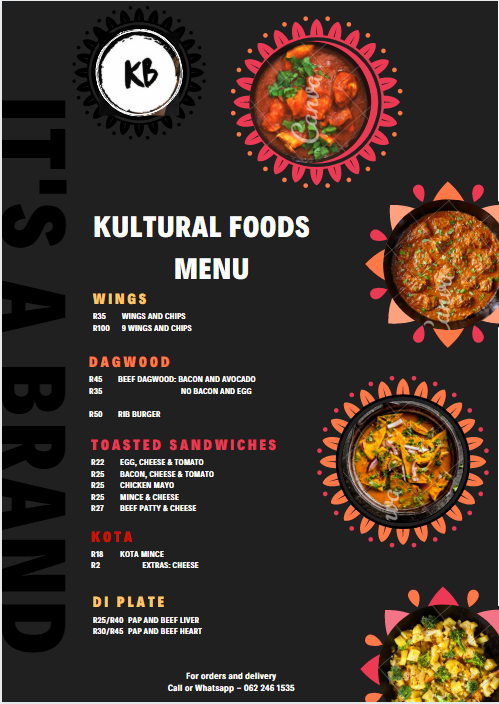 KB
IT'S A BRAND
Canva
KULTURAL FOODS
MENU
Canva
WINGS
R35 WINGS AND CHIPS
R100 9 WINGS AND CHIPS
DAGWOOD
R45 BEEF DAGWOOD: BACON AND AVOCADO
R35 NO BACON AND EGG
R50 RIB BURGER
TOASTED SANDWICHES
R22 EGG, CHEESE & TOMATO
R25 BACON, CHEESE & TOMATO
R25 CHICKEN MAYO
R25 MINCE & CHEESE
R27 BEEF PATTY & CHEESE
KOTA
R18 KOTA MINCE
R2 EXTRAS: CHEESE
DI PLATE
R25/R40 PAP AND BEEF LIVER
R30/R45 PAP AND BEEF HEART
For orders and delivery
Call or Whatsapp – 062 246 1535